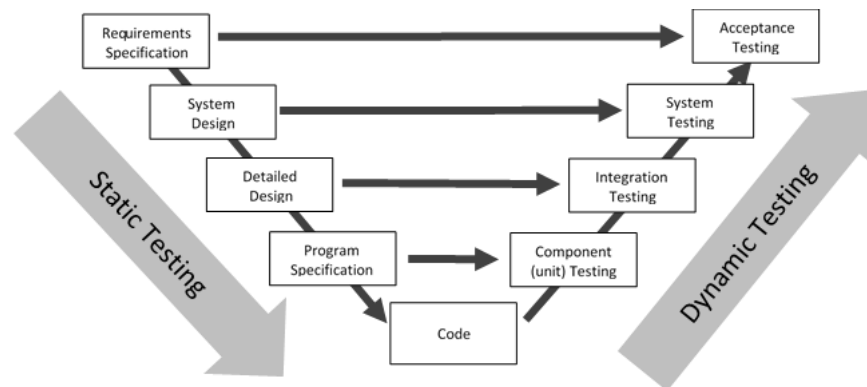 Requirements
Specification
Acceptance
Testing
System
Design
System
Testing
Detailed
Design
Integration
Testing
Program
Specification
Component
(unit) Testing
Code
Static Testing
Dynamic Testing